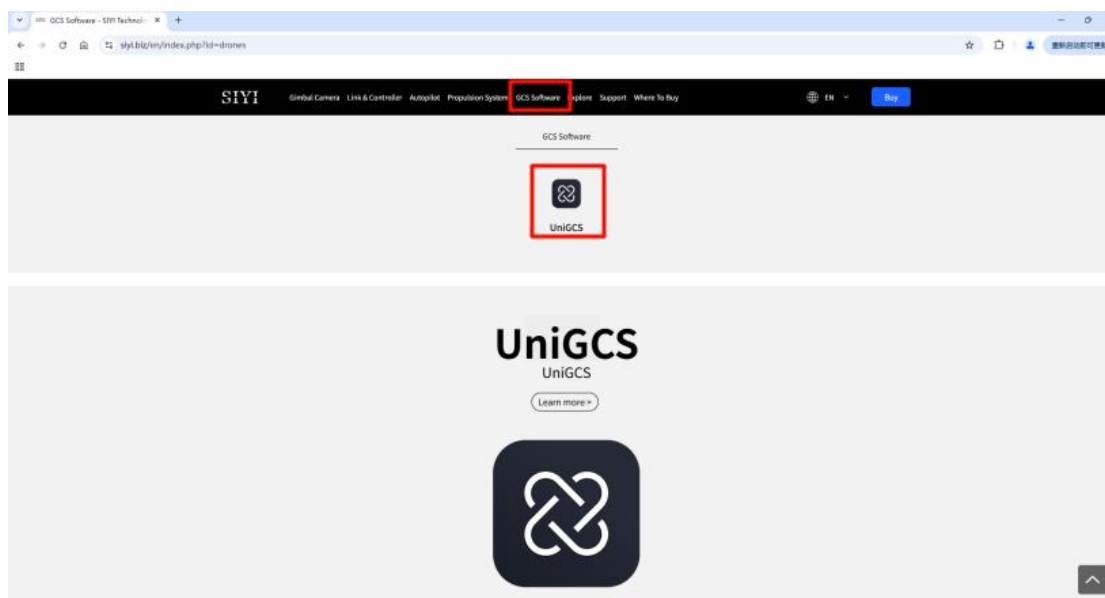 GCS Software - SIYI Technolo
siyi.biz/en/index.php?id=drones
SIYI
Gimbal Camera Link & Controller Autopilot Propulsion System GCS Software Explore Support Where To Buy
EN
Buy
GCS Software
UniGCS
UniGCS
UniGCS
Learn more >